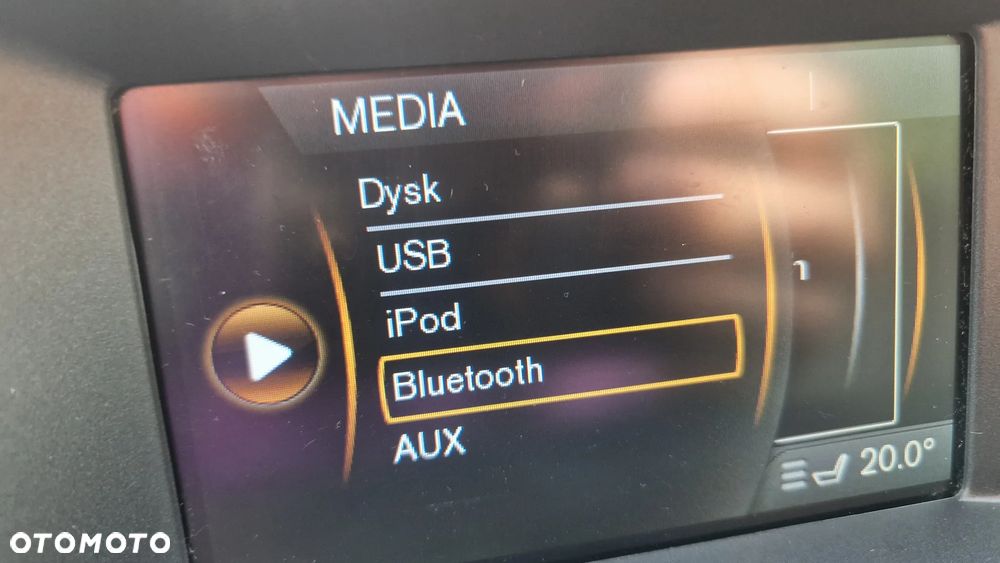 MEDIA
Dysk
USB
iPod
Bluetooth
AUX
20.0°
OTOMOTO